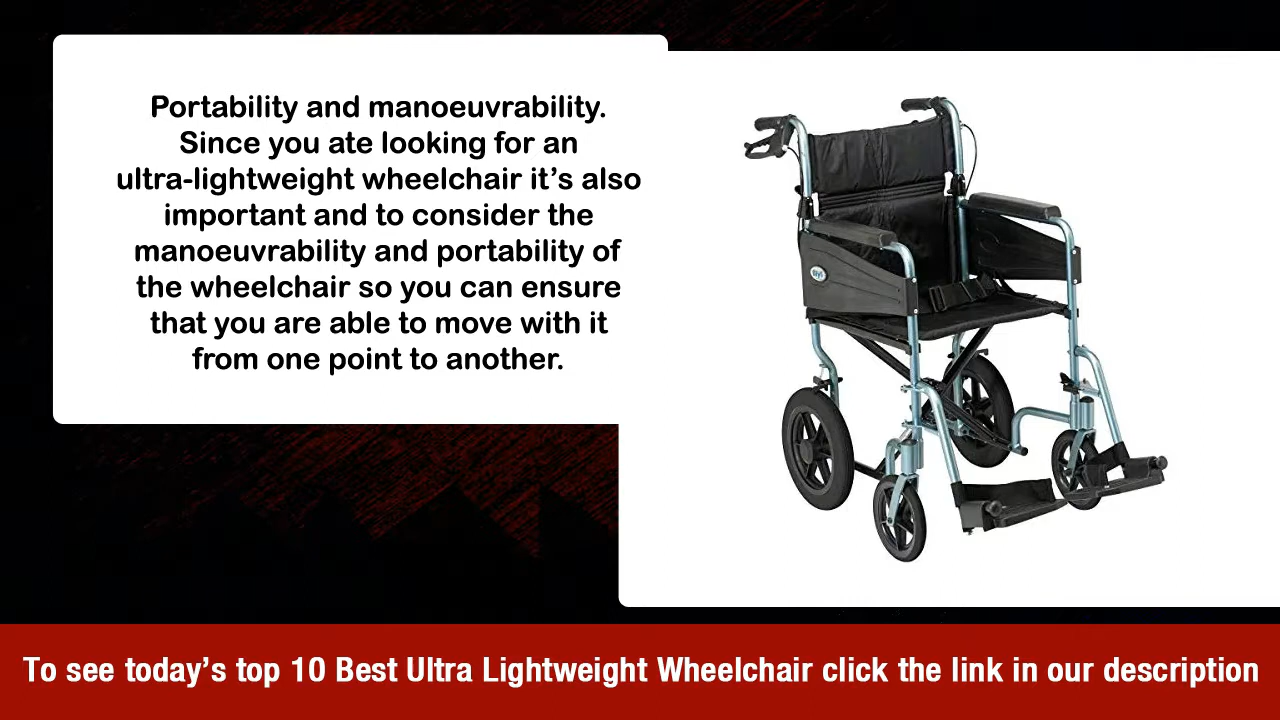 Portability and manoeuvrability.
Since you ate looking for an
ultra-lightweight wheelchair it's also
important and to consider the
manoeuvrability and portability of
the wheelchair so you can ensure
that you are able to move with it
from one point to another.
To see today's top 10 Best Ultra Lightweight Wheelchair click the link in our description